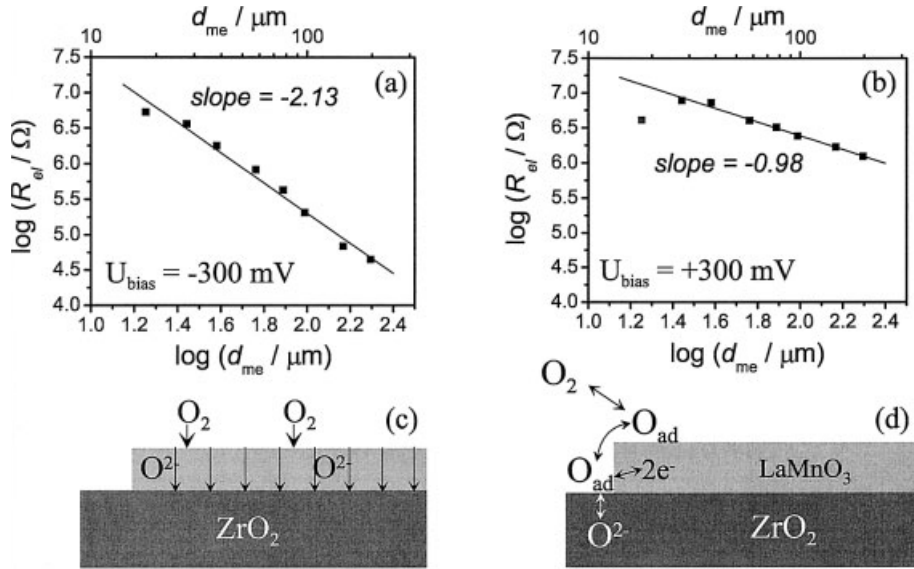 d_me / μm
10 100
(a)
slope = -2.13
log (R_el / Ω)
7.5
7.0
6.5
6.0
5.5
5.0
4.5
4.0
U_bias = -300 mV
1.0 1.2 1.4 1.6 1.8 2.0 2.2 2.4
log (d_me / μm)
d_me / μm
10 100
(b)
slope = -0.98
log (R_el / Ω)
7.5
7.0
6.5
6.0
5.5
5.0
4.5
4.0
U_bias = +300 mV
1.0 1.2 1.4 1.6 1.8 2.0 2.2 2.4
log (d_me / μm)
(c)
O₂ O₂
O²⁻ O²⁻
ZrO₂
(d)
O₂
O_ad
O_ad 2e⁻ LaMnO₃
O²⁻ ZrO₂